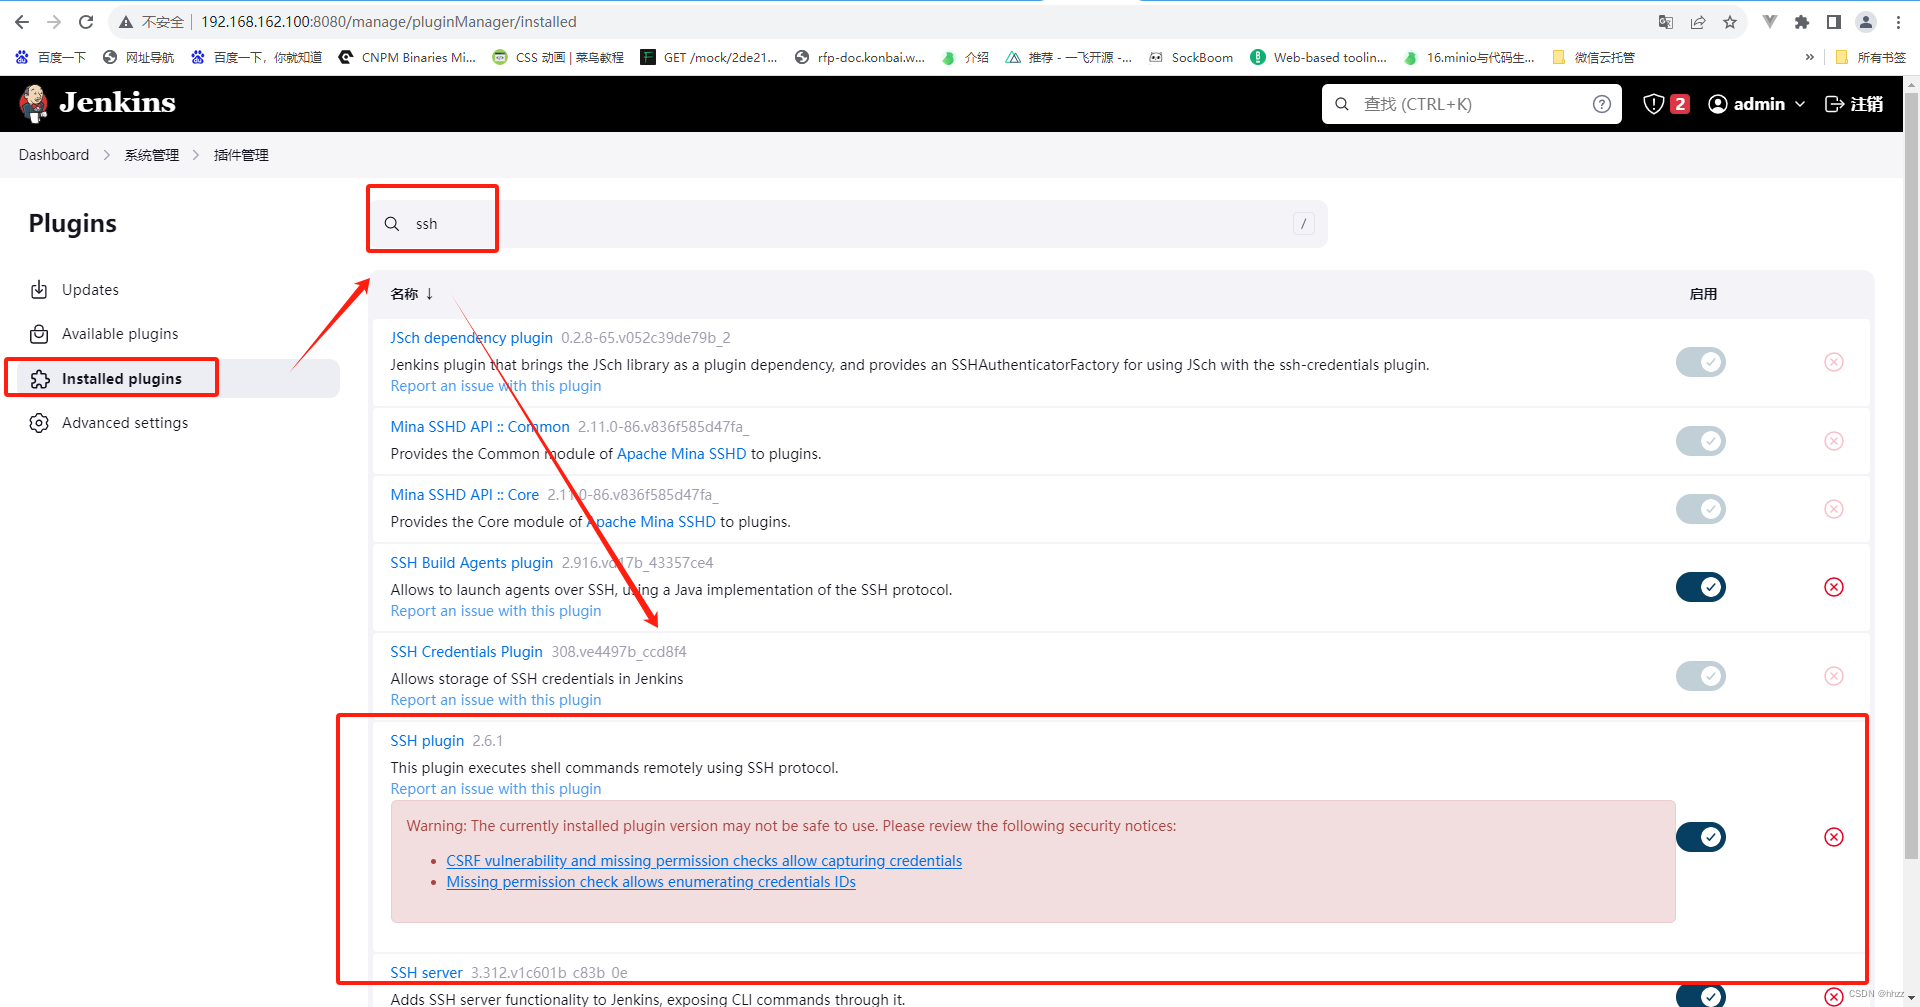 不安全 192.168.162.100:8080/manage/pluginManager/installed
百度一下 网址导航 百度一下，你就知道 CNPM Binaries Mi... CSS 动画 | 菜鸟教程 GET /mock/2de21... rfp-doc.konbai.w... 介绍 推荐 - 一飞开源 -... SockBoom Web-based toolin... 16.minio与代码生... 微信云托管 » 所有书签
Jenkins 查找 (CTRL+K) 2 admin 注销
Dashboard 系统管理 插件管理
Plugins
ssh /
Updates
Available plugins
Installed plugins
Advanced settings
名称 ↓ 启用
JSch dependency plugin 0.2.8-65.v052c39de79b_2
Jenkins plugin that brings the JSch library as a plugin dependency, and provides an SSHAuthenticatorFactory for using JSch with the ssh-credentials plugin.
Report an issue with this plugin
Mina SSHD API :: Common 2.11.0-86.v836f585d47fa_
Provides the Common module of Apache Mina SSHD to plugins.
Mina SSHD API :: Core 2.11.0-86.v836f585d47fa_
Provides the Core module of Apache Mina SSHD to plugins.
SSH Build Agents plugin 2.916.vd17b_43357ce4
Allows to launch agents over SSH, using a Java implementation of the SSH protocol.
Report an issue with this plugin
SSH Credentials Plugin 308.ve4497b_ccd8f4
Allows storage of SSH credentials in Jenkins
Report an issue with this plugin
SSH plugin 2.6.1
This plugin executes shell commands remotely using SSH protocol.
Report an issue with this plugin
Warning: The currently installed plugin version may not be safe to use. Please review the following security notices:
• CSRF vulnerability and missing permission checks allow capturing credentials
• Missing permission check allows enumerating credentials IDs
SSH server 3.312.v1c601b_c83b_0e
Adds SSH server functionality to Jenkins, exposing CLI commands through it.
CSDN @hhzz